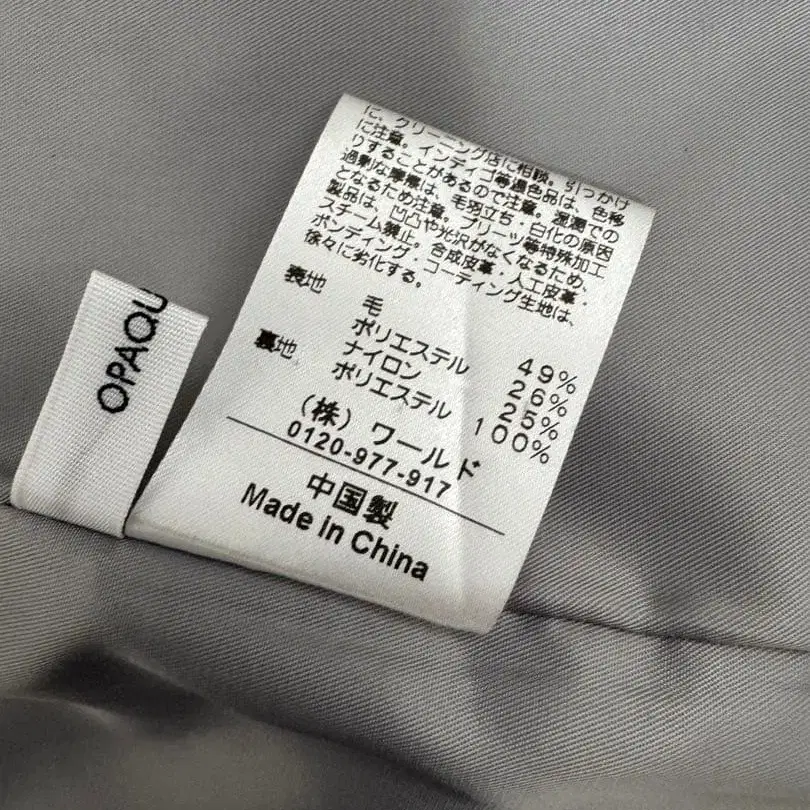 OPAQU
に、クリーニング店に相談。引っかけ
に注意。インディゴ等退色品は、色移
りすることがあるので注意。湿潤での
過剰な摩擦は、毛羽立ち・白化の原因
となるため注意。プリーツ等特殊加工
製品は、凹凸や光沢がなくなるため、
スチーム禁止。合成皮革・人工皮革・
ボンディング・コーティング生地は、
徐々に劣化する。
表地 毛 49%
ポリエステル 26%
ナイロン 25%
裏地 ポリエステル 100%
(株) ワールド
0120-977-917
中国製
Made in China